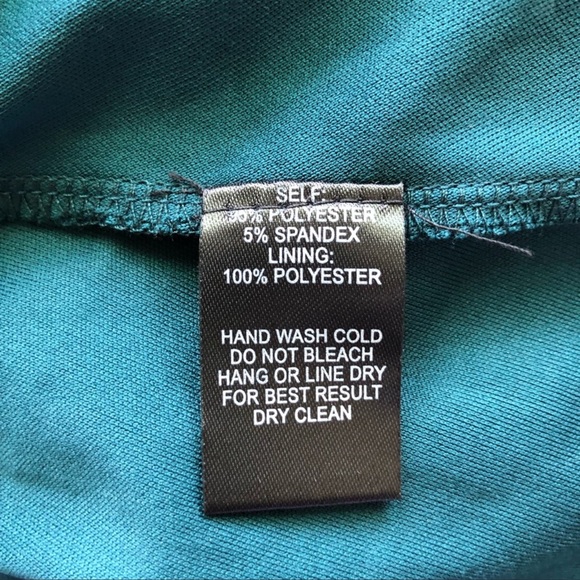 SELF:
95% POLYESTER
5% SPANDEX
LINING:
100% POLYESTER
HAND WASH COLD
DO NOT BLEACH
HANG OR LINE DRY
FOR BEST RESULT
DRY CLEAN